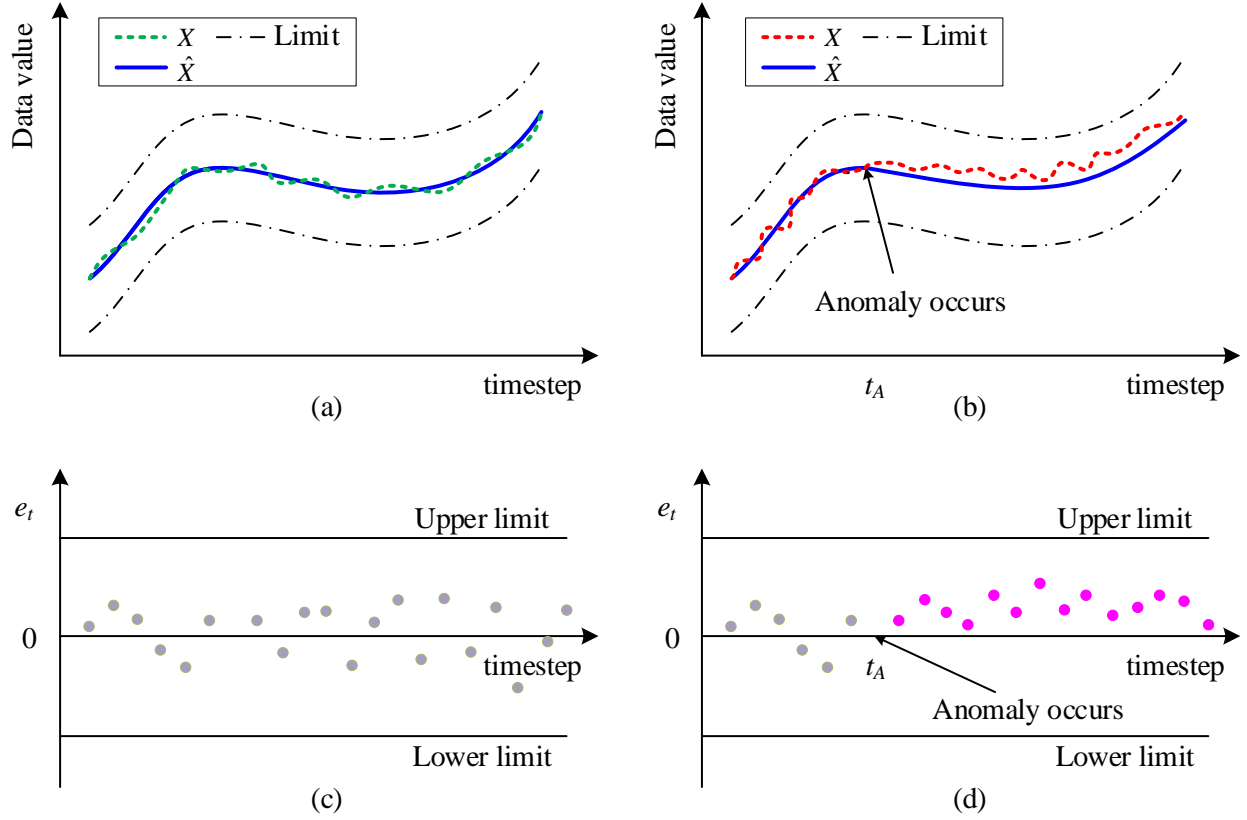 Data value
X
Limit
X̂
timestep
(a)
Data value
X
Limit
X̂
Anomaly occurs
t_A
timestep
(b)
e_t
Upper limit
0
timestep
Lower limit
(c)
e_t
Upper limit
0
t_A
timestep
Anomaly occurs
Lower limit
(d)